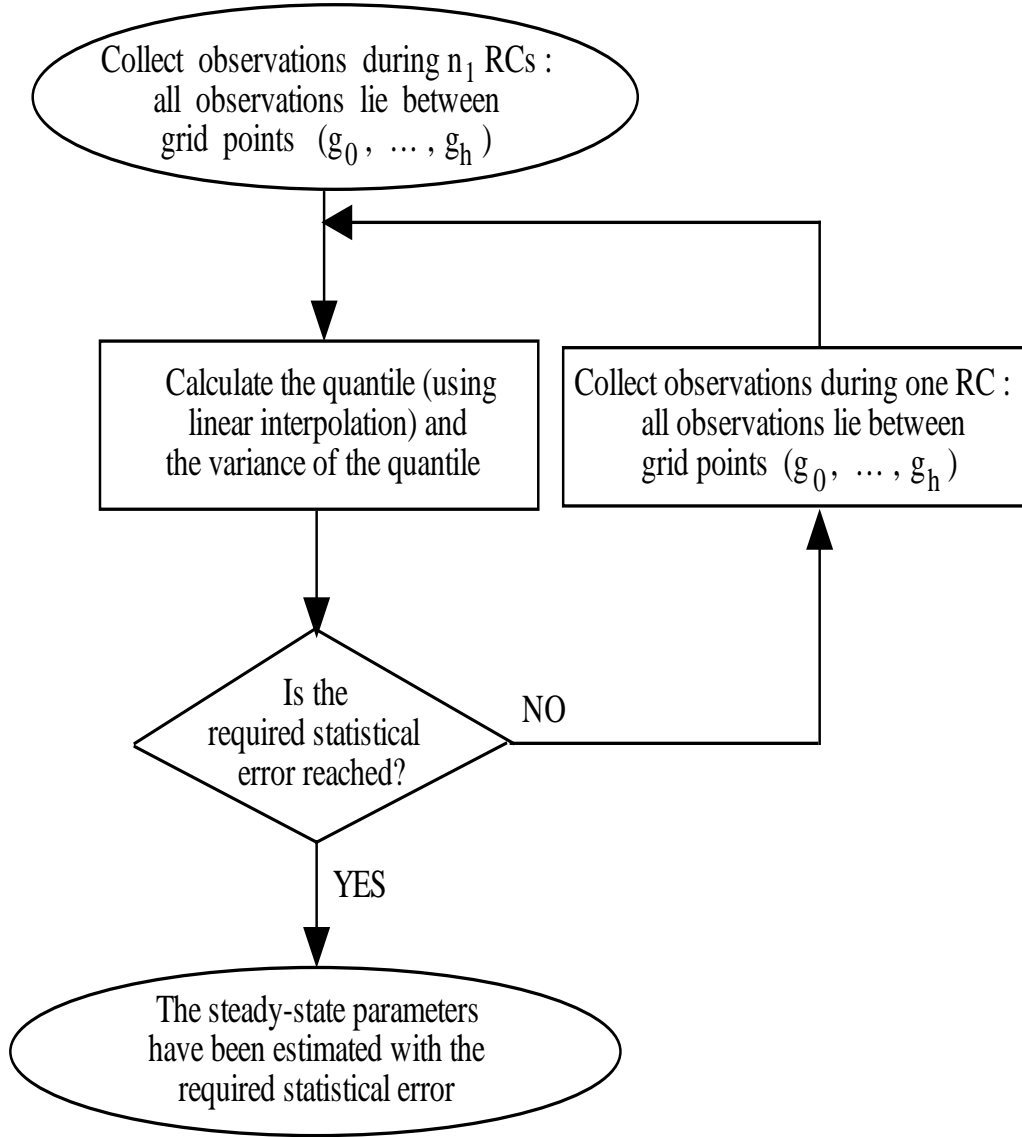 Collect observations during n₁ RCs :
all observations lie between
grid points (g₀ , ... , gₕ )
Calculate the quantile (using
linear interpolation) and
the variance of the quantile
Collect observations during one RC :
all observations lie between
grid points (g₀ , ... , gₕ )
Is the
required statistical
error reached?
NO
YES
The steady-state parameters
have been estimated with the
required statistical error